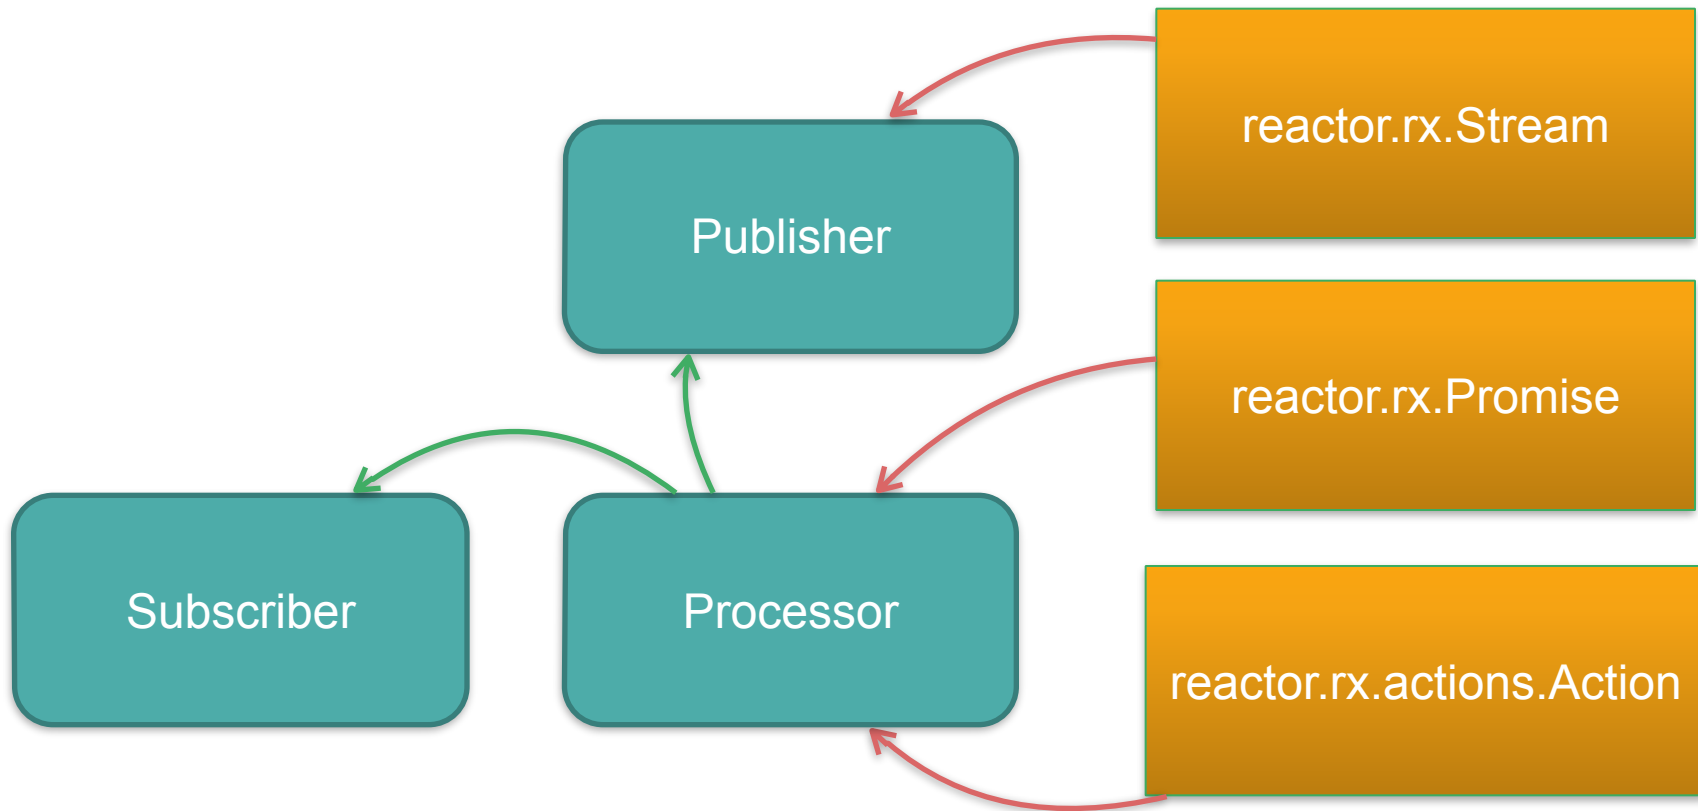 reactor.rx.Stream
Publisher
reactor.rx.Promise
Subscriber
Processor
reactor.rx.actions.Action